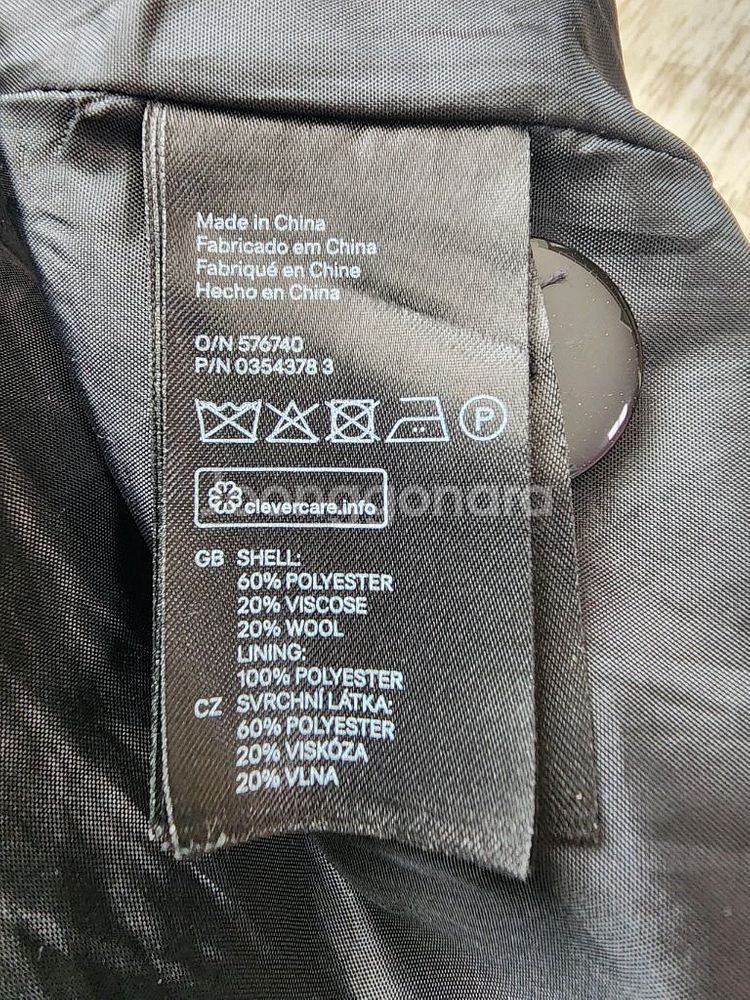 Made in China
Fabricado em China
Fabriqué en Chine
Hecho en China
O/N 576740
P/N 0354378 3
P
clevercare.info
GB SHELL:
60% POLYESTER
20% VISCOSE
20% WOOL
LINING:
100% POLYESTER
CZ SVRCHNÍ LÁTKA:
60% POLYESTER
20% VISKÓZA
20% VLNA